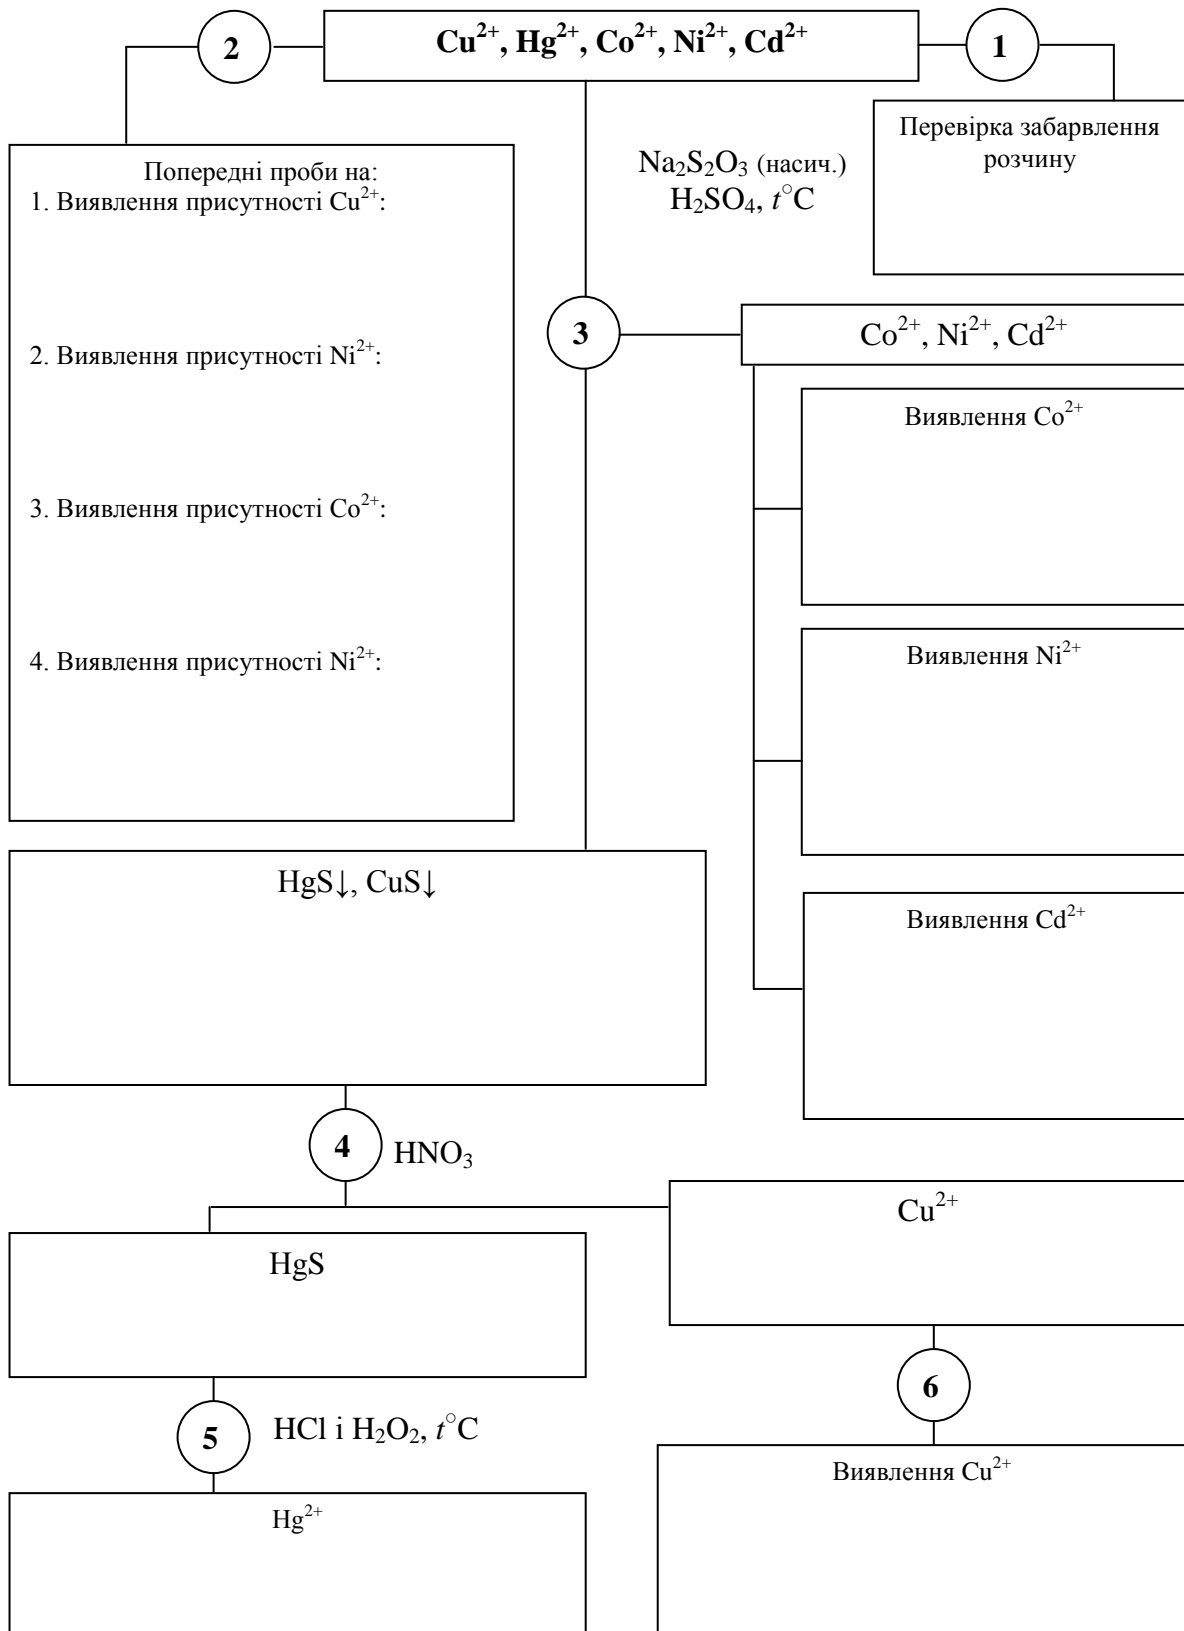 2
Cu²⁺, Hg²⁺, Co²⁺, Ni²⁺, Cd²⁺
1
Перевірка забарвлення
розчину
Попередні проби на:
1. Виявлення присутності Cu²⁺:
2. Виявлення присутності Ni²⁺:
3. Виявлення присутності Co²⁺:
4. Виявлення присутності Ni²⁺:
Na₂S₂O₃ (насич.)
H₂SO₄, t°C
3
Co²⁺, Ni²⁺, Cd²⁺
Виявлення Co²⁺
Виявлення Ni²⁺
Виявлення Cd²⁺
HgS↓, CuS↓
4
HNO₃
Cu²⁺
HgS
6
5
HCl і H₂O₂, t°C
Виявлення Cu²⁺
Hg²⁺